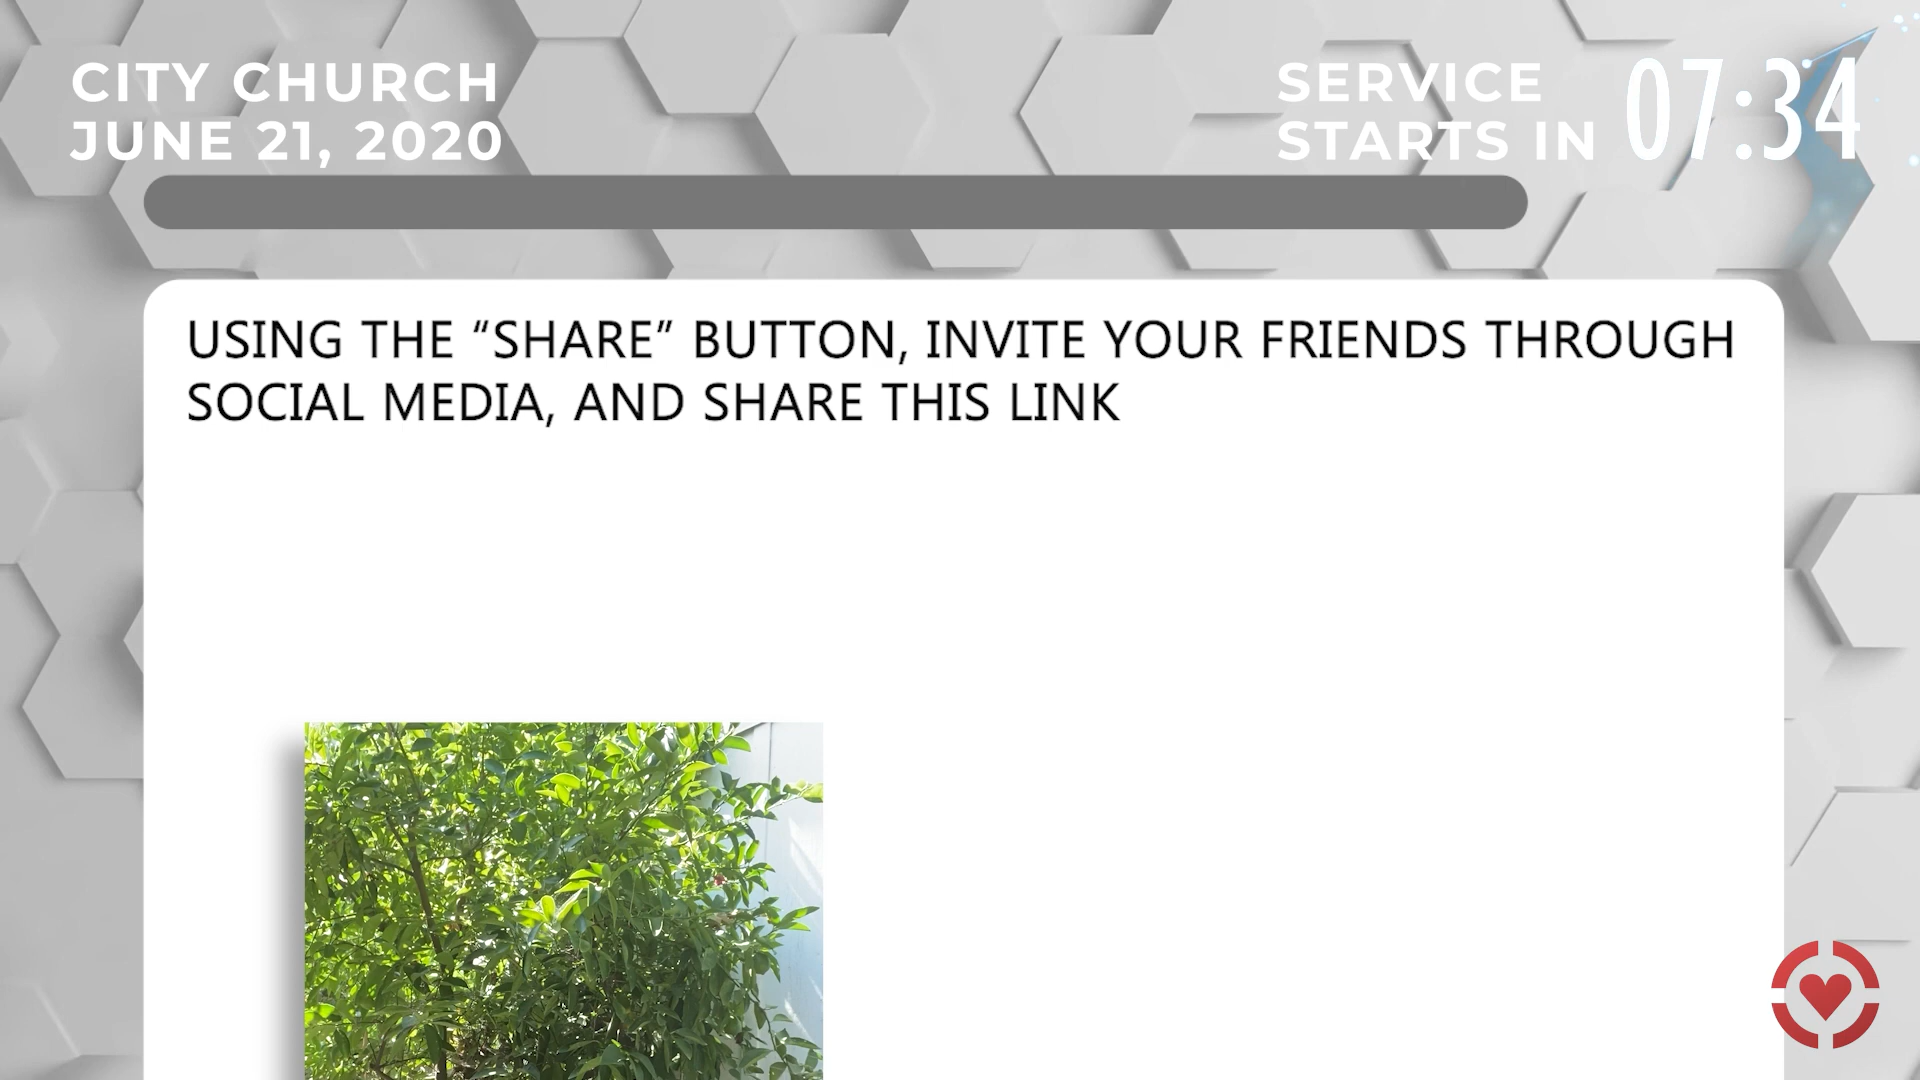 CITY CHURCH
JUNE 21, 2020
SERVICE
STARTS IN 07:34
USING THE “SHARE” BUTTON, INVITE YOUR FRIENDS THROUGH
SOCIAL MEDIA, AND SHARE THIS LINK